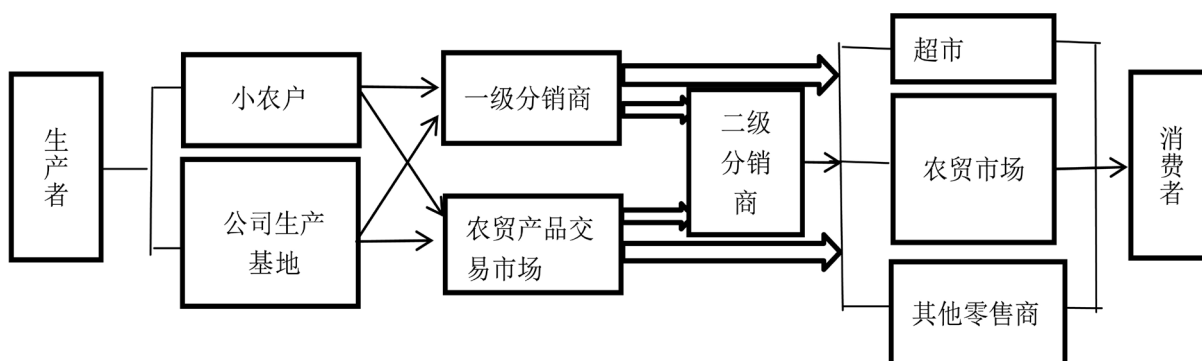 生产者
小农户
公司生产
基地
一级分销商
农贸产品交
易市场
二级
分销
商
超市
农贸市场
其他零售商
消费者